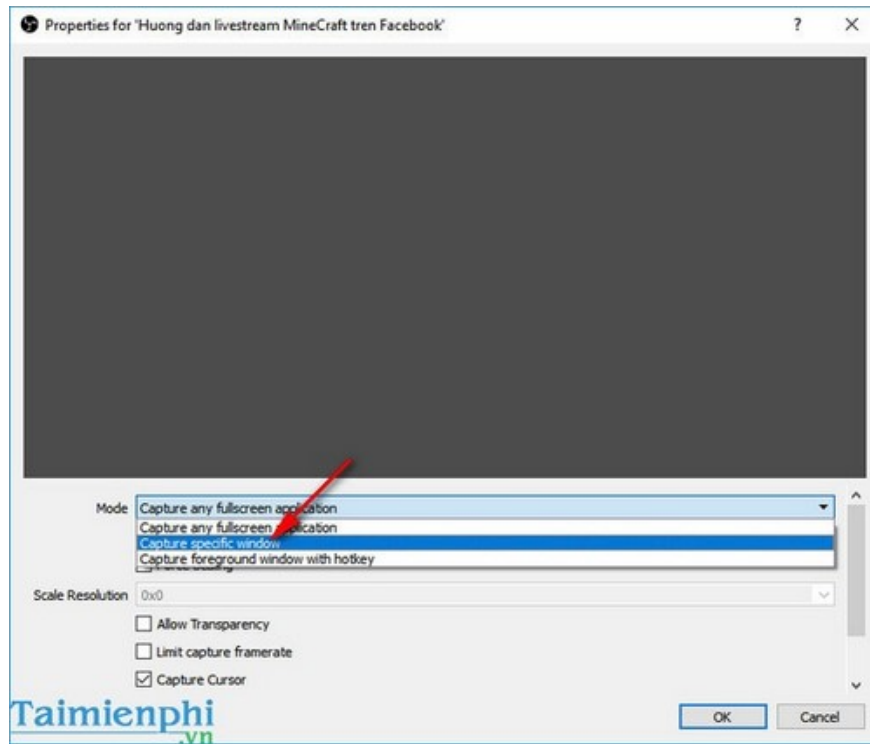 Properties for 'Huong dan livestream MineCraft tren Facebook'
? ×
Mode Capture any fullscreen application
Capture any fullscreen application
Capture specific window
Capture foreground window with hotkey
Scale Resolution 0x0
Allow Transparency
Limit capture framerate
Capture Cursor
Taimienphi
.vn
OK Cancel